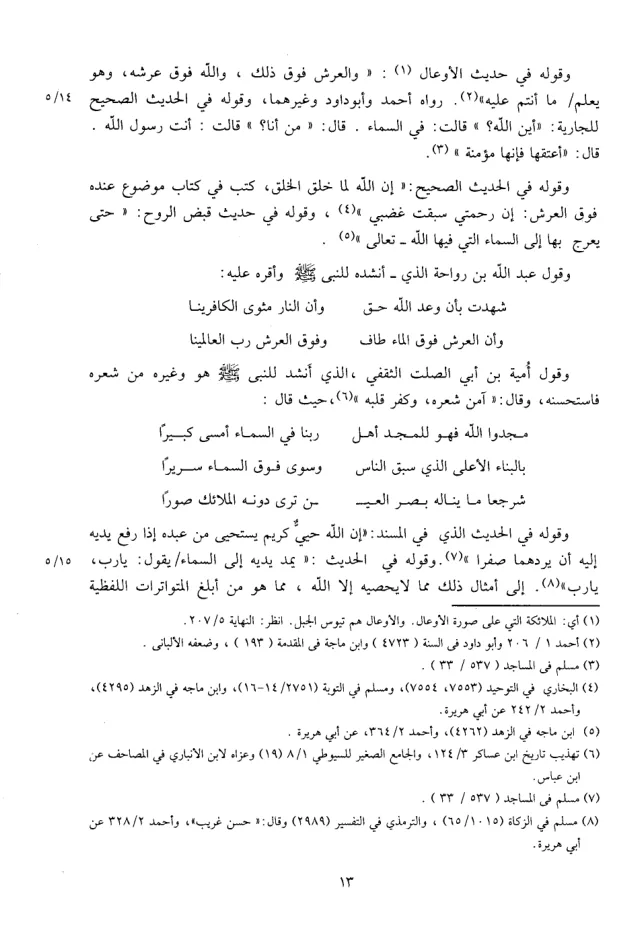 وقوله في حديث الأوعال (١) : « والعرش فوق ذلك ، والله فوق عرشه، وهو
٥/١٤ يعلم/ ما أنتم عليه»(٢). رواه أحمد وأبوداود وغيرهما، وقوله في الحديث الصحيح
للجارية: «أين الله؟ » قالت: في السماء . قال: « من أنا؟ » قالت : أنت رسول الله .
قال: «أعتقها فإنها مؤمنة » (٣).
وقوله في الحديث الصحيح:« إن الله لما خلق الخلق، كتب في كتاب موضوع عنده
فوق العرش: إن رحمتي سبقت غضبي »(٤) ، وقوله في حديث قبض الروح: « حتى
يعرج بها إلى السماء التي فيها الله ـ تعالى »(٥) .
وقول عبد الله بن رواحة الذي ـ أنشده للنبى ﷺ وأقره عليه:
شهدت بأن وعد الله حـق وأن النار مثوى الكافرينـا
وأن العرش فوق الماء طاف وفوق العرش رب العالمينا
وقول أُمية بن أبي الصلت الثقفي ،الذي أَنشد للنبى ﷺ هو وغيره من شعره
فاستحسنه، وقال:« آمن شعره، وكفر قلبه »(٦)،حيث قال :
مـجدوا الله فهـو للمـجد أهـل ربنا في السمـاء أمسى كبـيرًا
بالبناء الأعلى الذي سبق الناس وسوى فـوق السمـاء سـريرًا
شرجعا مـا ينـاله بـصر العيـــ ـن ترى دونـه الملائك صورًا
وقوله في الحديث الذي في المسند:«إن الله حييٌّ كريم يستحيى من عبده إذا رفع يديه
٥/١٥ إليه أن يردهما صفرا »(٧).وقوله في الحديث :« يمد يديه إلى السماء/يقول: يارب،
يارب»(٨). إلى أمثال ذلك مما لايحصيه إلا الله ، مما هو من أبلغ المتواترات اللفظية
(١) أي: الملائكة التي على صورة الأوعال. والأوعال هم تيوس الجبل. انظر: النهاية ٢٠٧/٥.
(٢) أحمد ١ / ٢٠٦ وأبو داود فى السنة ( ٤٧٢٣ ) وابن ماجة فى المقدمة ( ١٩٣ ) ، وضعفه الألبانى .
(٣) مسلم فى المساجد ( ٥٣٧ / ٣٣ ) .
(٤) البخاري في التوحيد (٧٥٥٣، ٧٥٥٤)، ومسلم في التوبة (٢٧٥١/ ١٤-١٦)، وابن ماجه في الزهد (٤٢٩٥)،
وأحمد ٢٤٢/٢ عن أبي هريرة.
(٥) ابن ماجه في الزهد (٤٢٦٢)، وأحمد ٣٦٤/٢، عن أبي هريرة .
(٦) تهذيب تاريخ ابن عساكر ١٢٤/٣، والجامع الصغير للسيوطي ٨/١ (١٩) وعزاه لابن الأنباري في المصاحف عن
ابن عباس.
(٧) مسلم فى المساجد ( ٥٣٧ / ٣٣ ) .
(٨) مسلم في الزكاة (٦٥/١٠١٥) ، والترمذي في التفسير (٢٩٨٩) وقال:« حسن غريب»، وأحمد ٣٢٨/٢ عن
أبي هريرة.
١٣